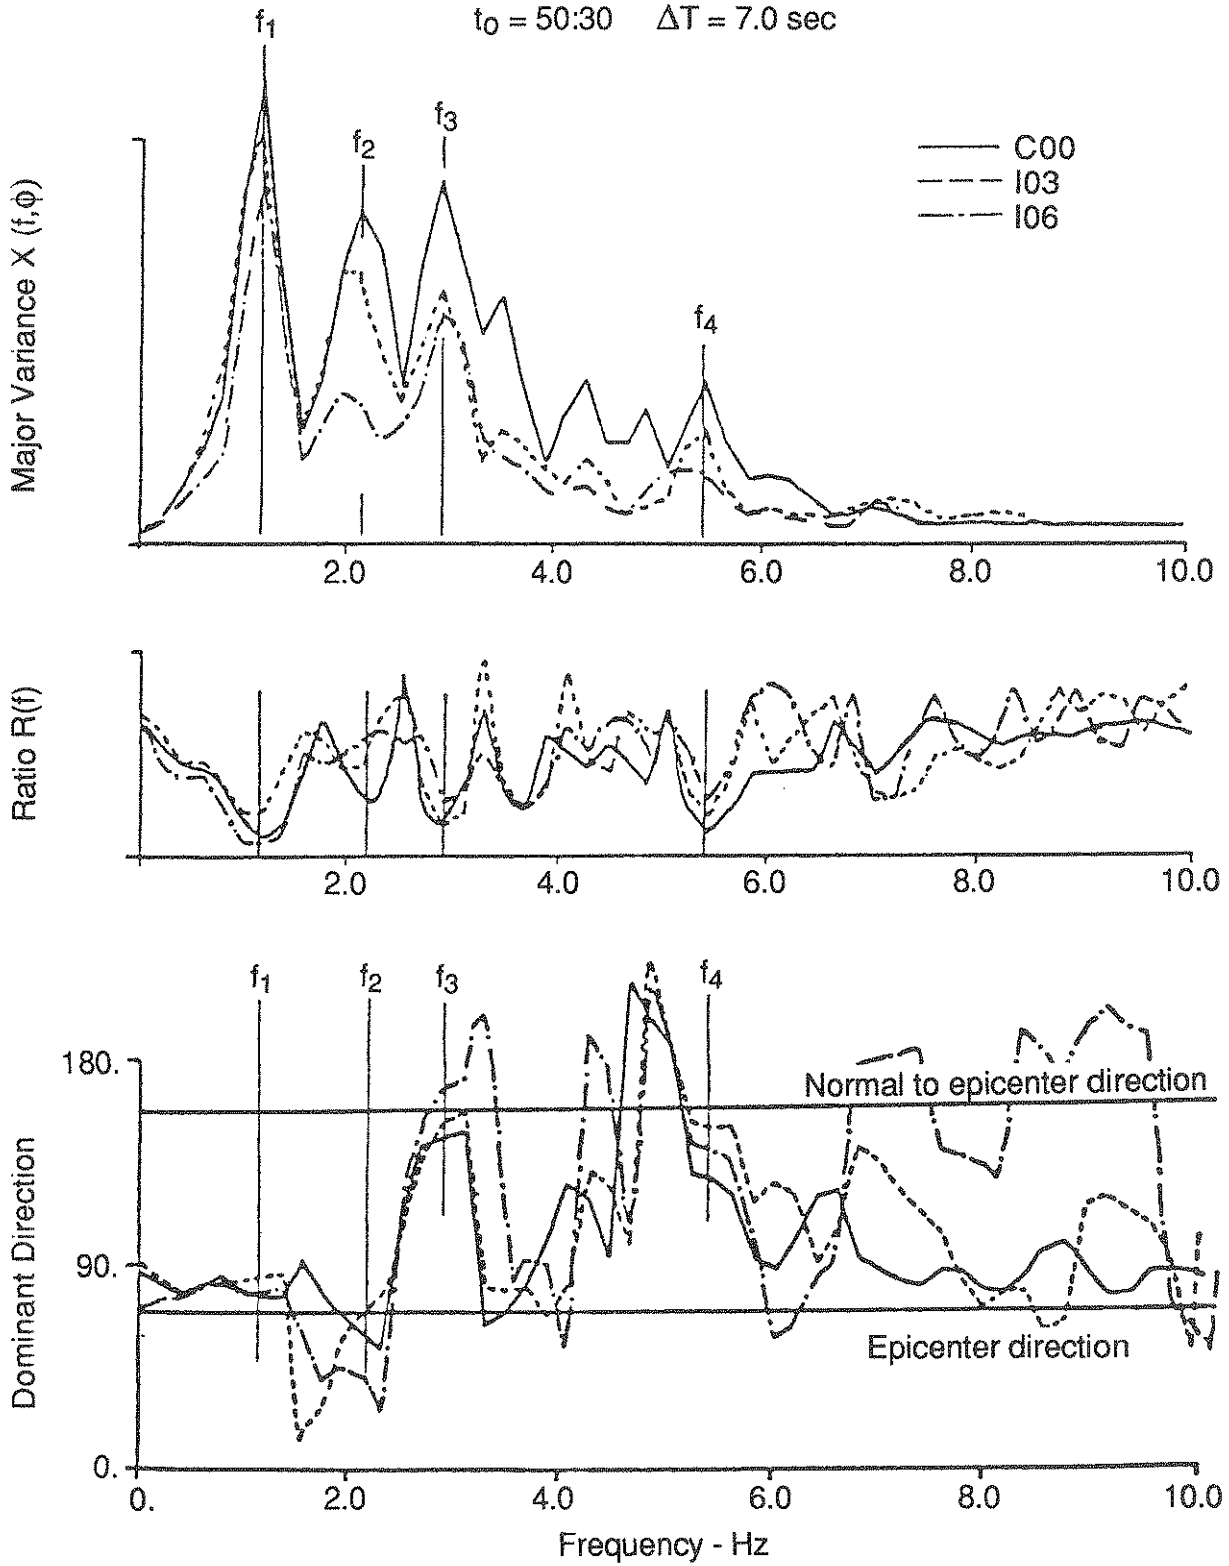 t0 = 50:30 ΔT = 7.0 sec
f1
f2
f3
f4
C00
I03
I06
Major Variance X (f,ϕ)
2.0 4.0 6.0 8.0 10.0
Ratio R(f)
2.0 4.0 6.0 8.0 10.0
f1 f2 f3 f4
180.
Normal to epicenter direction
Dominant Direction
90.
Epicenter direction
0.
0. 2.0 4.0 6.0 8.0 10.0
Frequency - Hz